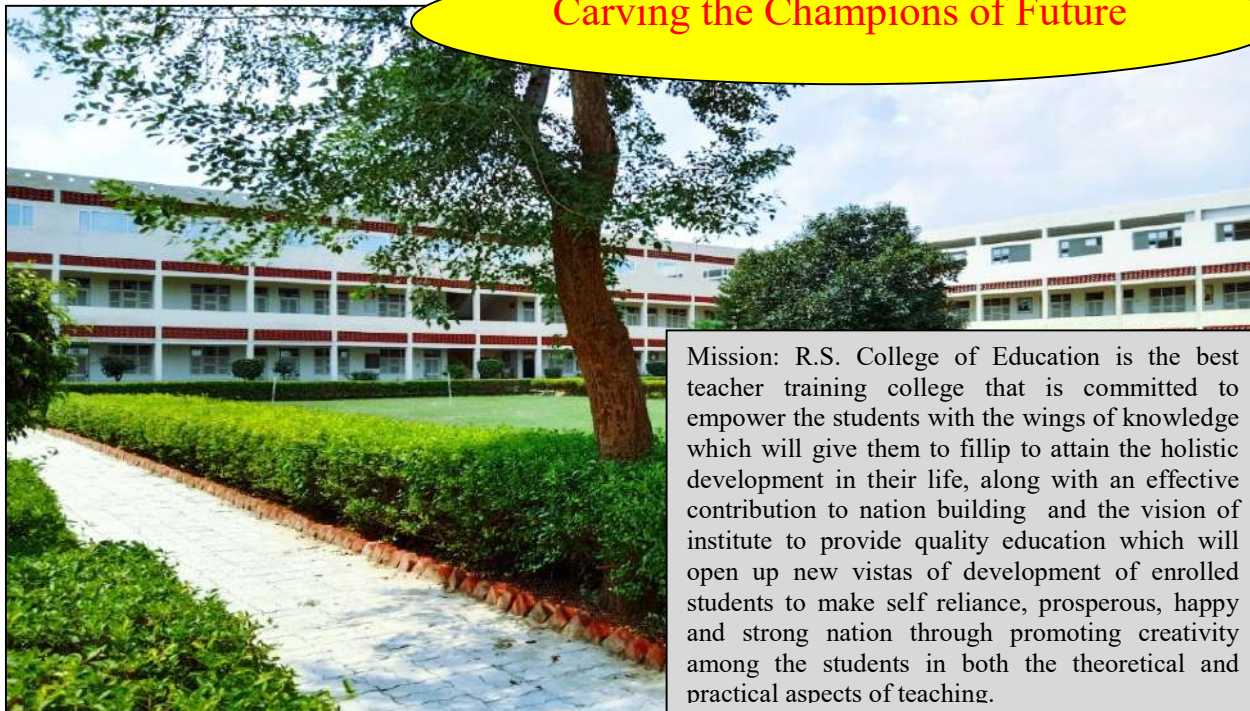 Carving the Champions of Future
Mission: R.S. College of Education is the best
teacher training college that is committed to
empower the students with the wings of knowledge
which will give them to fillip to attain the holistic
development in their life, along with an effective
contribution to nation building and the vision of
institute to provide quality education which will
open up new vistas of development of enrolled
students to make self reliance, prosperous, happy
and strong nation through promoting creativity
among the students in both the theoretical and
practical aspects of teaching.